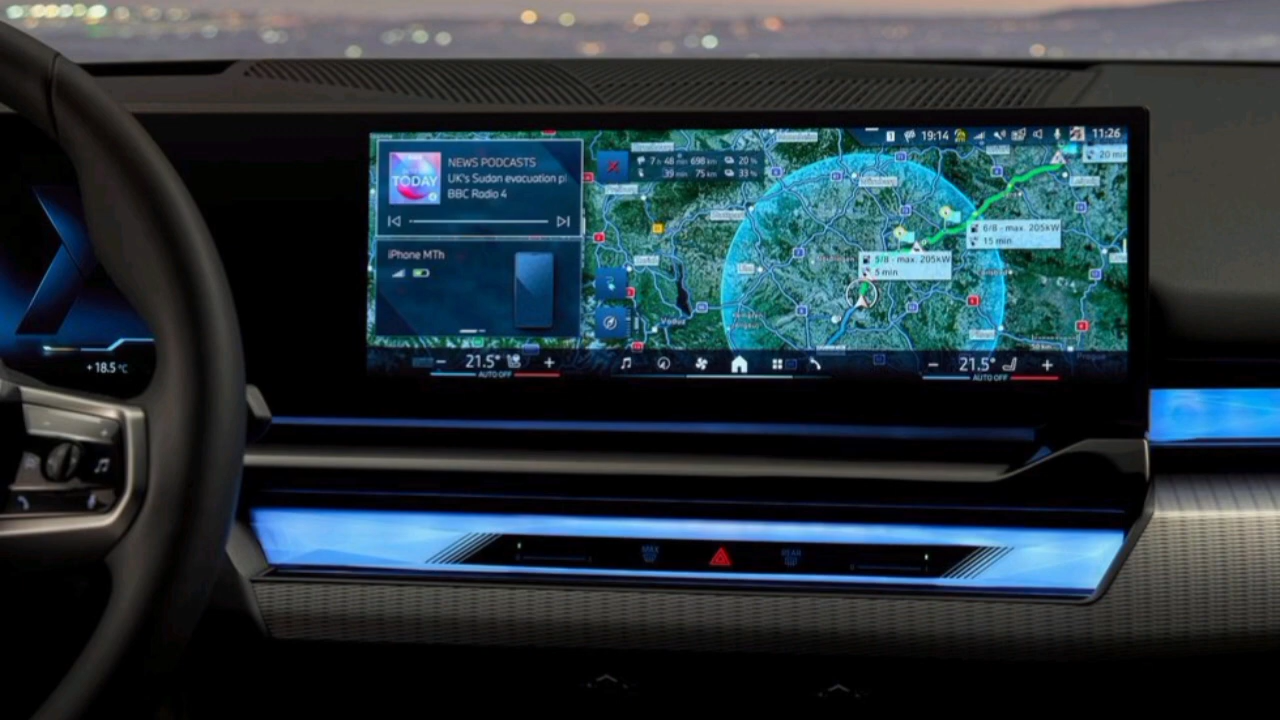 19:14
11:26
NEWS PODCASTS
UK's Sudan evacuation p
BBC Radio 4
TODAY
7 h 48 min 698 km 20 %
39 min 75 km 33 %
20 min
6/8 - max. 205kW
15 min
5/8 - max. 205kW
5 min
iPhone MTh
Vaduz
- 21.5° +
AUTO OFF
- 21.5° +
AUTO OFF
+18.5 °C
MAX
REAR